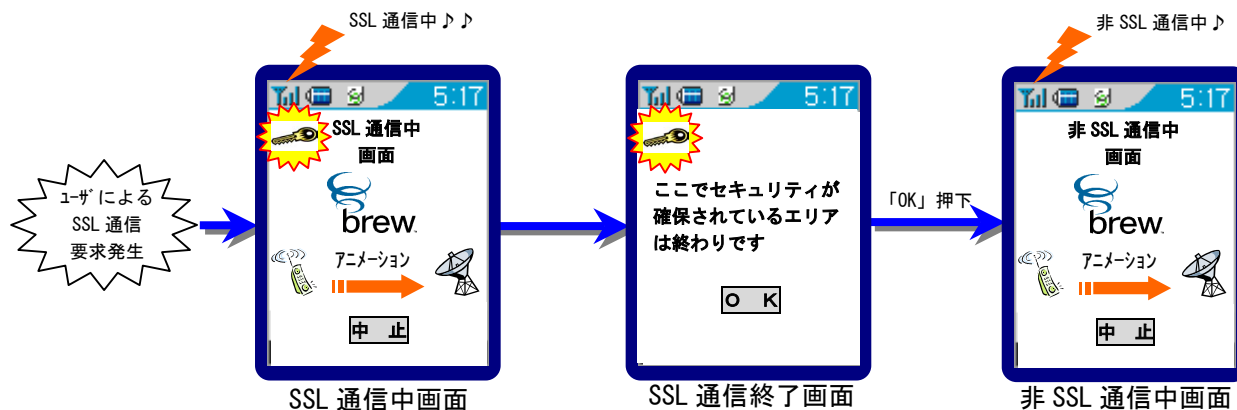 SSL 通信中♪♪
非 SSL 通信中♪
5:17
5:17
5:17
ﾕｰｻﾞによる
SSL 通信
要求発生
SSL 通信中
画面
brew.
ｱﾆﾒｰｼｮﾝ
中 止
ここでセキュリティが
確保されているエリア
は終わりです
O K
「OK」押下
非 SSL 通信中
画面
brew.
ｱﾆﾒｰｼｮﾝ
中 止
SSL 通信中画面
SSL 通信終了画面
非 SSL 通信中画面